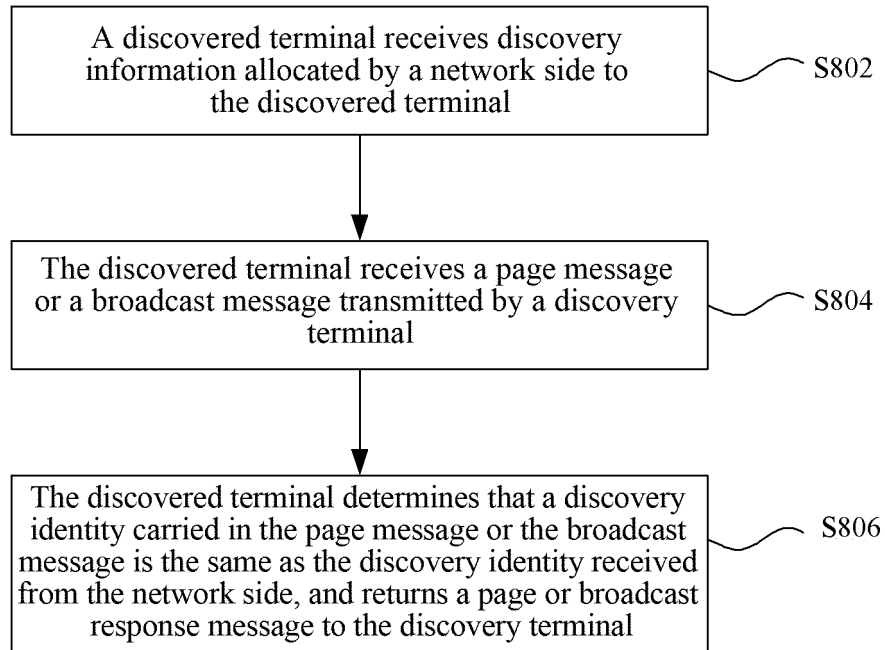 A discovered terminal receives discovery
information allocated by a network side to
the discovered terminal
S802
The discovered terminal receives a page message
or a broadcast message transmitted by a discovery
terminal
S804
The discovered terminal determines that a discovery
identity carried in the page message or the broadcast
message is the same as the discovery identity received
from the network side, and returns a page or broadcast
response message to the discovery terminal
S806